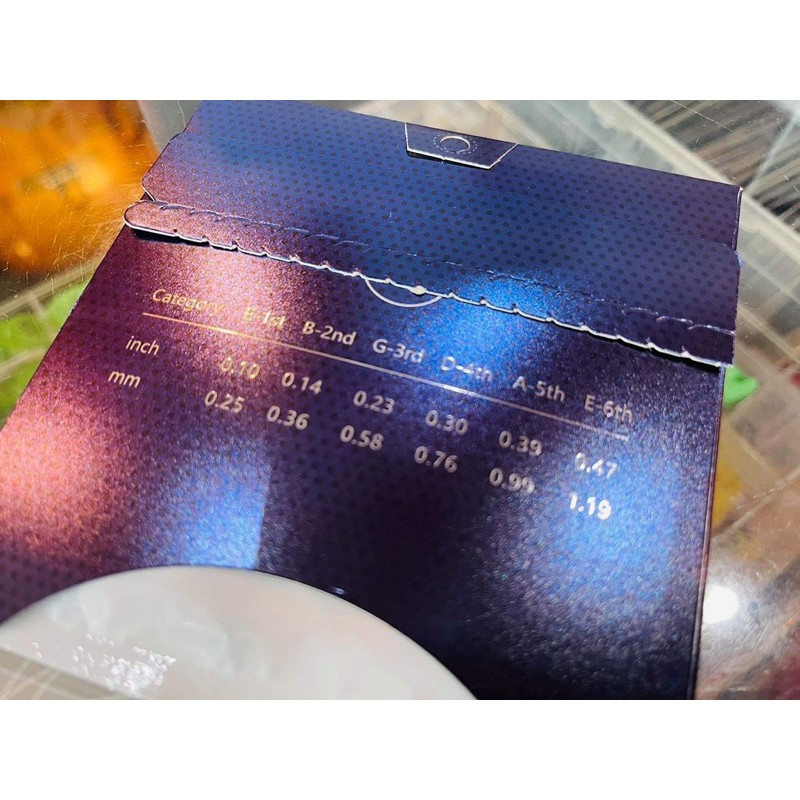 Category E-1st B-2nd G-3rd D-4th A-5th E-6th
inch 0.10 0.14 0.23 0.30 0.39 0.47
mm 0.25 0.36 0.58 0.76 0.99 1.19